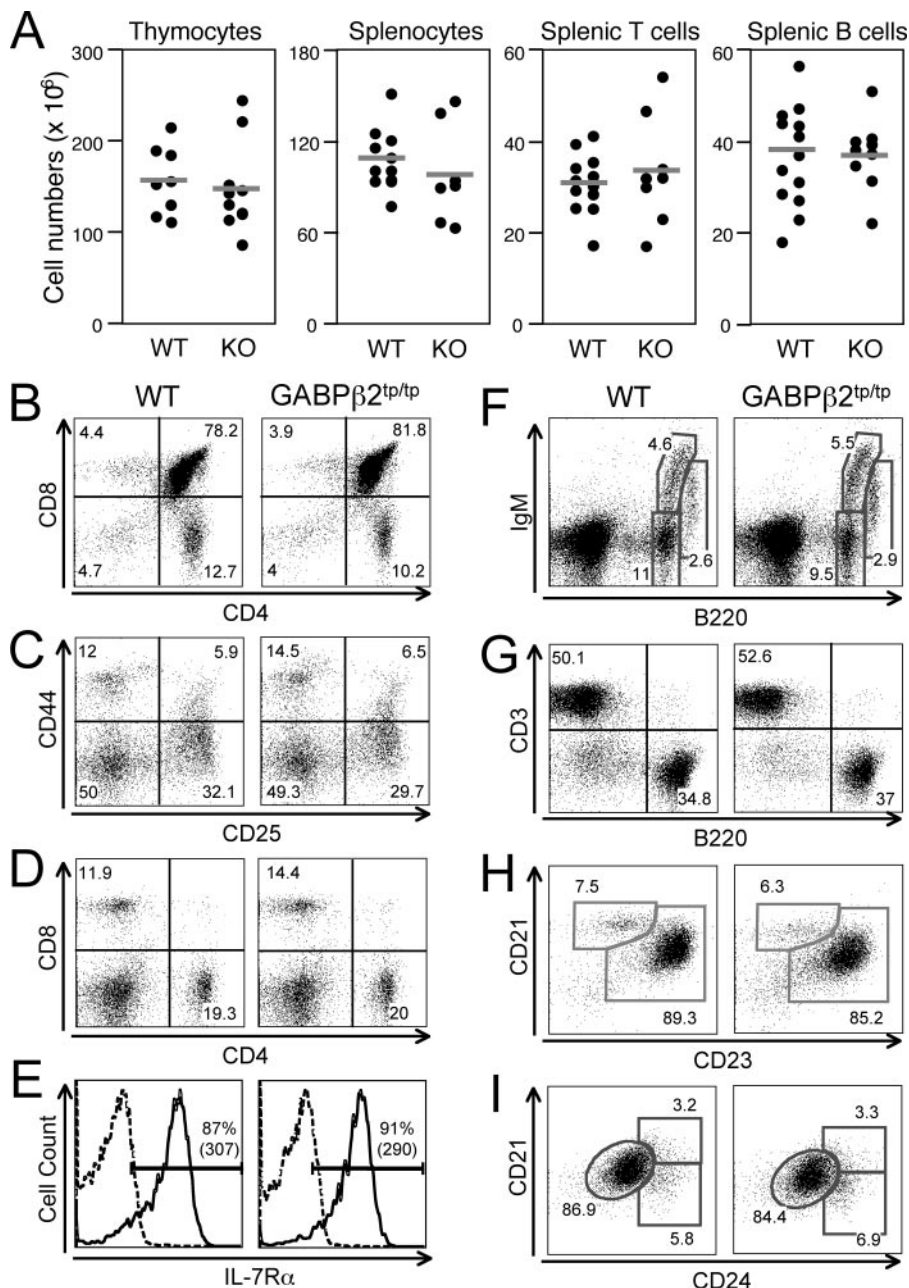 A
Thymocytes Splenocytes Splenic T cells Splenic B cells
Cell numbers (x 10⁶)
300 200 100 0
180 120 60 0
60 40 20 0
60 40 20 0
WT KO WT KO WT KO WT KO
B
WT GABPβ2tp/tp
CD8
4.4 78.2 3.9 81.8
4.7 12.7 4 10.2
CD4
C
CD44
12 5.9 14.5 6.5
50 32.1 49.3 29.7
CD25
D
CD8
11.9 14.4
19.3 20
CD4
E
Cell Count
87% (307)
91% (290)
IL-7Rα
F
WT GABPβ2tp/tp
IgM
4.6 5.5
11 2.6 9.5 2.9
B220
G
CD3
50.1 52.6
34.8 37
B220
H
CD21
7.5 6.3
89.3 85.2
CD23
I
CD21
3.2 3.3
86.9 5.8 84.4 6.9
CD24